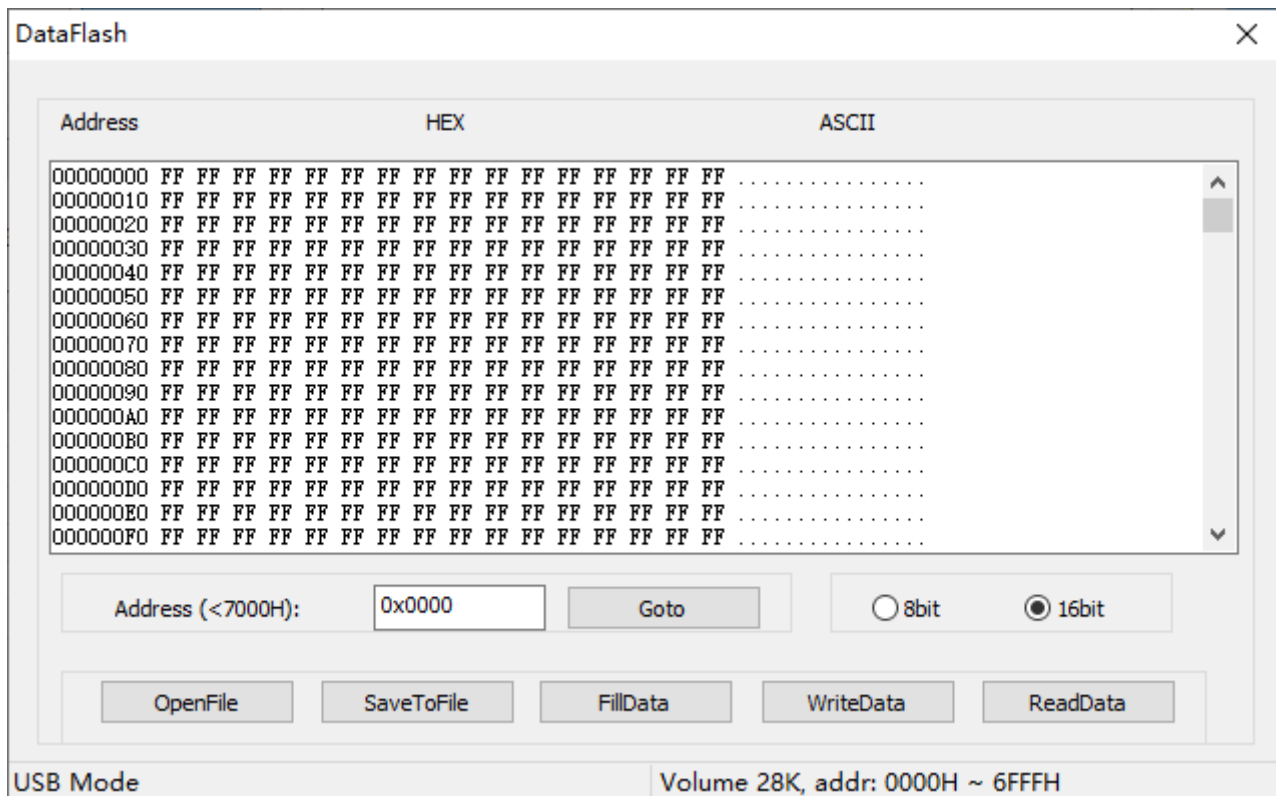 DataFlash
Address HEX ASCII
00000000 FF FF FF FF FF FF FF FF FF FF FF FF FF FF FF FF ................
00000010 FF FF FF FF FF FF FF FF FF FF FF FF FF FF FF FF ................
00000020 FF FF FF FF FF FF FF FF FF FF FF FF FF FF FF FF ................
00000030 FF FF FF FF FF FF FF FF FF FF FF FF FF FF FF FF ................
00000040 FF FF FF FF FF FF FF FF FF FF FF FF FF FF FF FF ................
00000050 FF FF FF FF FF FF FF FF FF FF FF FF FF FF FF FF ................
00000060 FF FF FF FF FF FF FF FF FF FF FF FF FF FF FF FF ................
00000070 FF FF FF FF FF FF FF FF FF FF FF FF FF FF FF FF ................
00000080 FF FF FF FF FF FF FF FF FF FF FF FF FF FF FF FF ................
00000090 FF FF FF FF FF FF FF FF FF FF FF FF FF FF FF FF ................
000000A0 FF FF FF FF FF FF FF FF FF FF FF FF FF FF FF FF ................
000000B0 FF FF FF FF FF FF FF FF FF FF FF FF FF FF FF FF ................
000000C0 FF FF FF FF FF FF FF FF FF FF FF FF FF FF FF FF ................
000000D0 FF FF FF FF FF FF FF FF FF FF FF FF FF FF FF FF ................
000000E0 FF FF FF FF FF FF FF FF FF FF FF FF FF FF FF FF ................
000000F0 FF FF FF FF FF FF FF FF FF FF FF FF FF FF FF FF ................
Address (<7000H): 0x0000 Goto 8bit 16bit
OpenFile SaveToFile FillData WriteData ReadData
USB Mode Volume 28K, addr: 0000H ~ 6FFFH